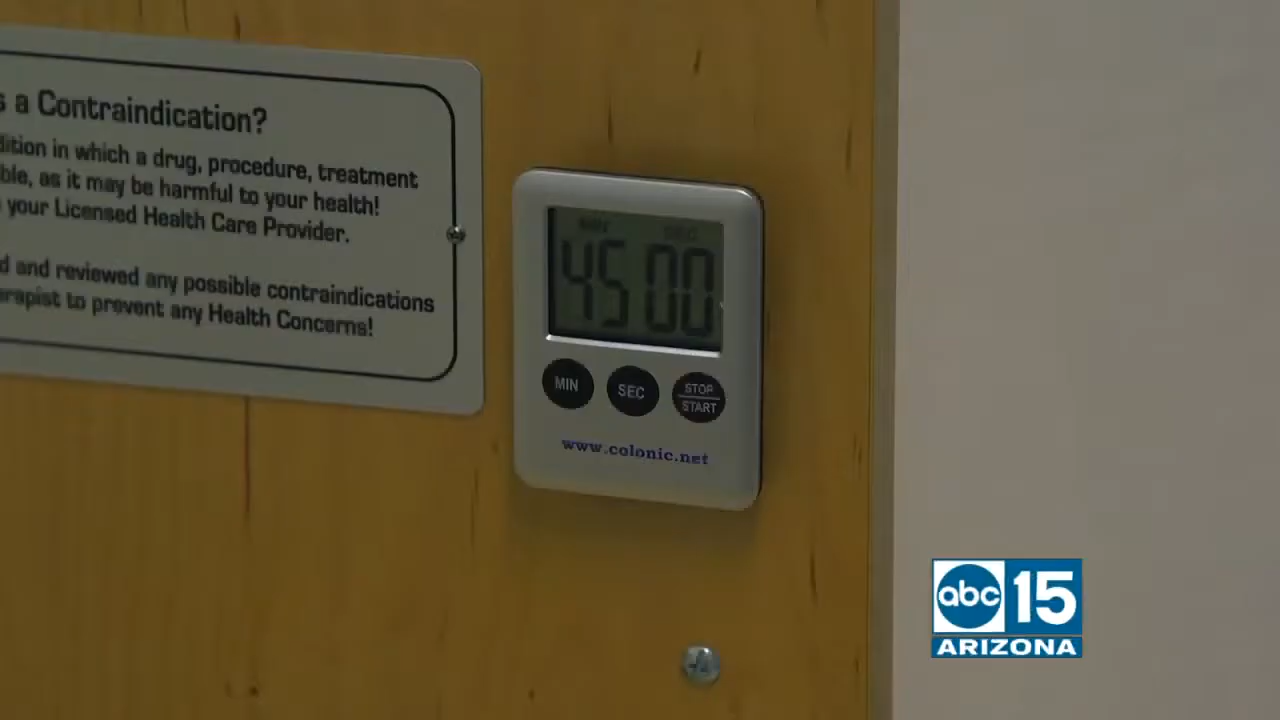 s a Contraindication?
dition in which a drug, procedure, treatment
ble, as it may be harmful to your health!
your Licensed Health Care Provider.
d and reviewed any possible contraindications
erapist to prevent any Health Concerns!
MIN SEC
45 00
MIN SEC STOP
START
www.colonic.net
abc 15
ARIZONA